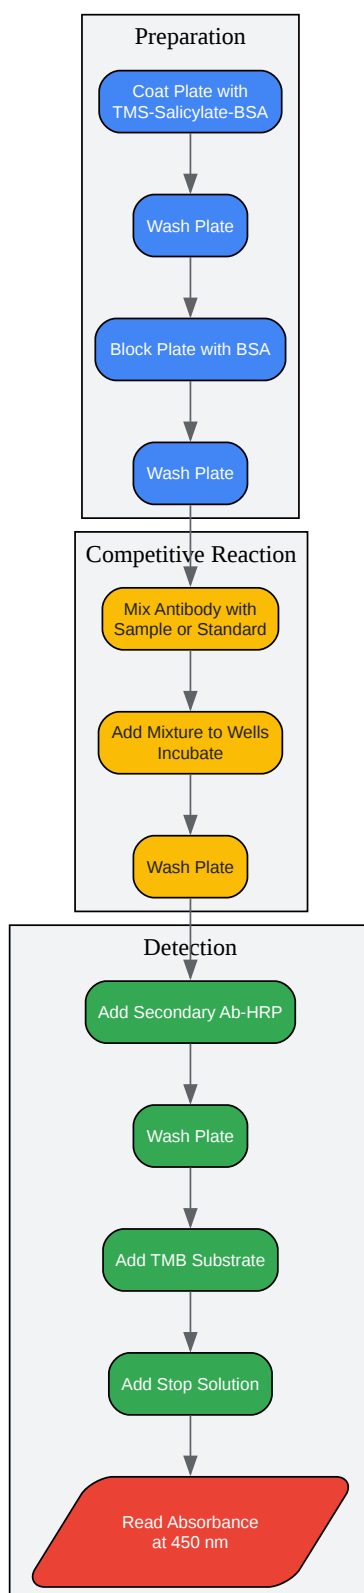 Preparation
Coat Plate with
TMS-Salicylate-BSA
Wash Plate
Block Plate with BSA
Wash Plate
Competitive Reaction
Mix Antibody with
Sample or Standard
Add Mixture to Wells
Incubate
Wash Plate
Detection
Add Secondary Ab-HRP
Wash Plate
Add TMB Substrate
Add Stop Solution
Read Absorbance
at 450 nm